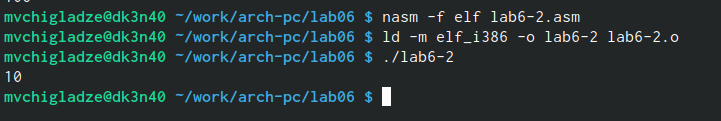 mvchigladze@dk3n40 ~/work/arch-pc/lab06 $ nasm -f elf lab6-2.asm
mvchigladze@dk3n40 ~/work/arch-pc/lab06 $ ld -m elf_i386 -o lab6-2 lab6-2.o
mvchigladze@dk3n40 ~/work/arch-pc/lab06 $ ./lab6-2
10
mvchigladze@dk3n40 ~/work/arch-pc/lab06 $